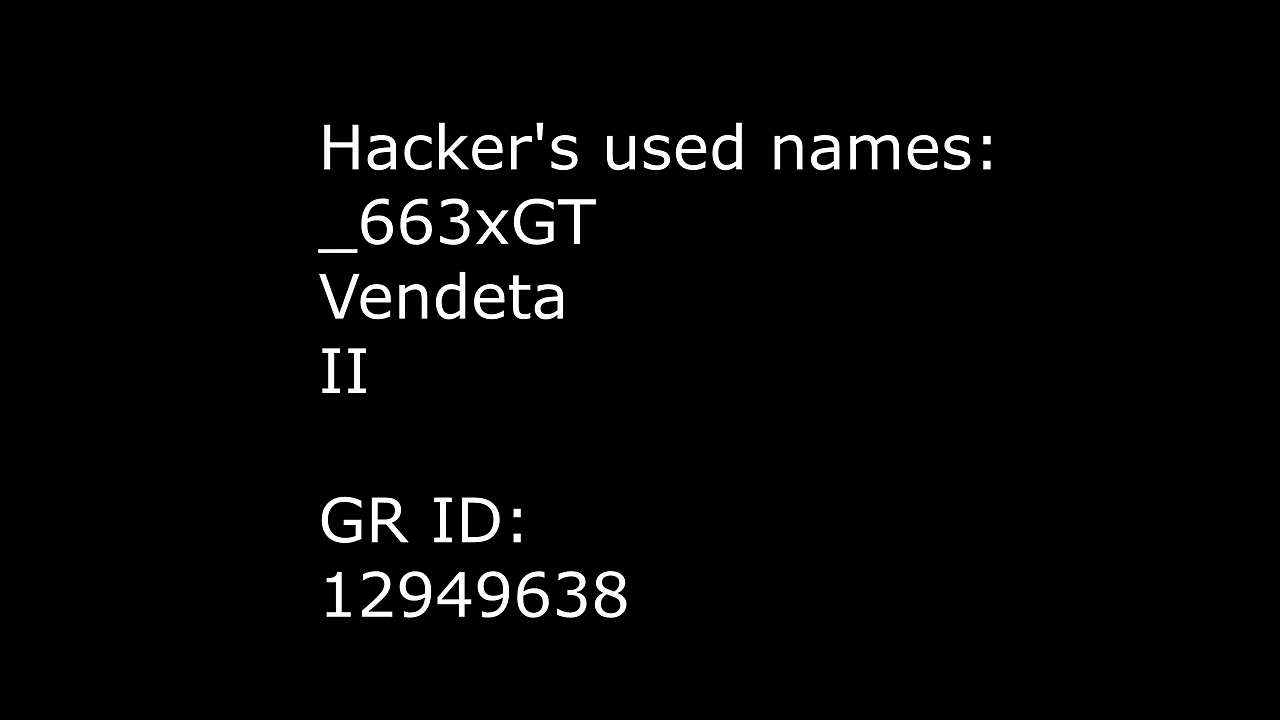 Hacker's used names:
_663xGT
Vendeta
II
GR ID:
12949638